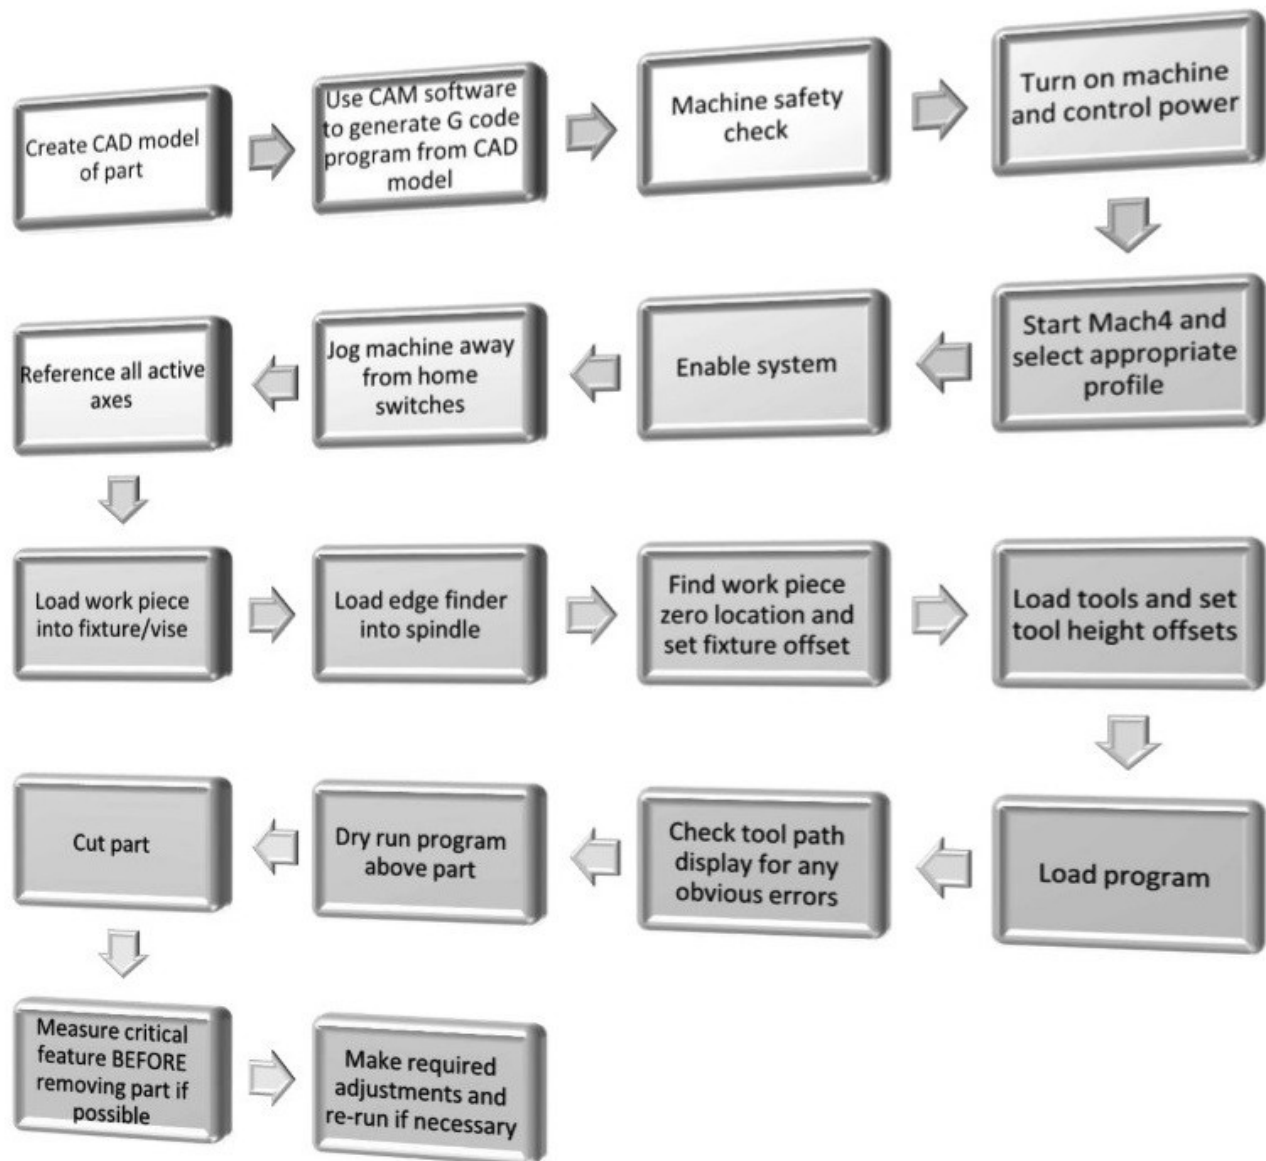 Create CAD model
of part
Use CAM software
to generate G code
program from CAD
model
Machine safety
check
Turn on machine
and control power
Start Mach4 and
select appropriate
profile
Enable system
Jog machine away
from home
switches
Reference all active
axes
Load work piece
into fixture/vise
Load edge finder
into spindle
Find work piece
zero location and
set fixture offset
Load tools and set
tool height offsets
Load program
Check tool path
display for any
obvious errors
Dry run program
above part
Cut part
Measure critical
feature BEFORE
removing part if
possible
Make required
adjustments and
re-run if necessary